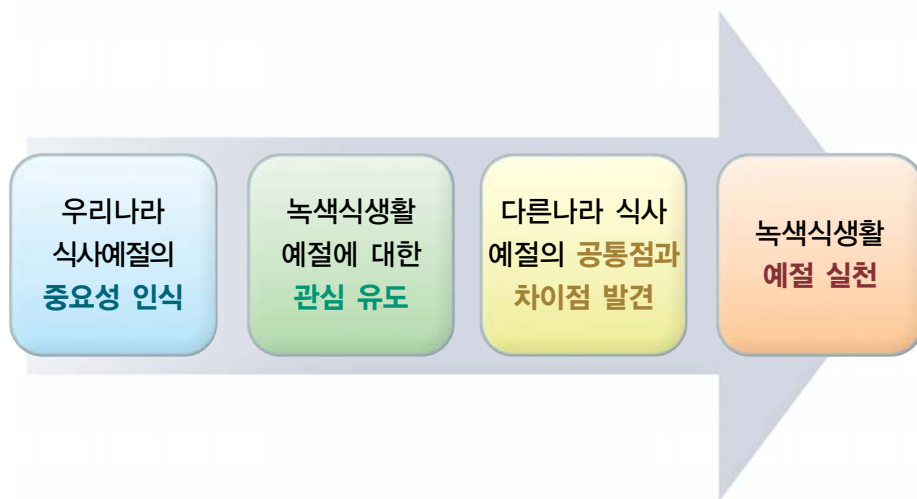 우리나라
식사예절의
중요성 인식
녹색식생활
예절에 대한
관심 유도
다른나라 식사
예절의 공통점과
차이점 발견
녹색식생활
예절 실천